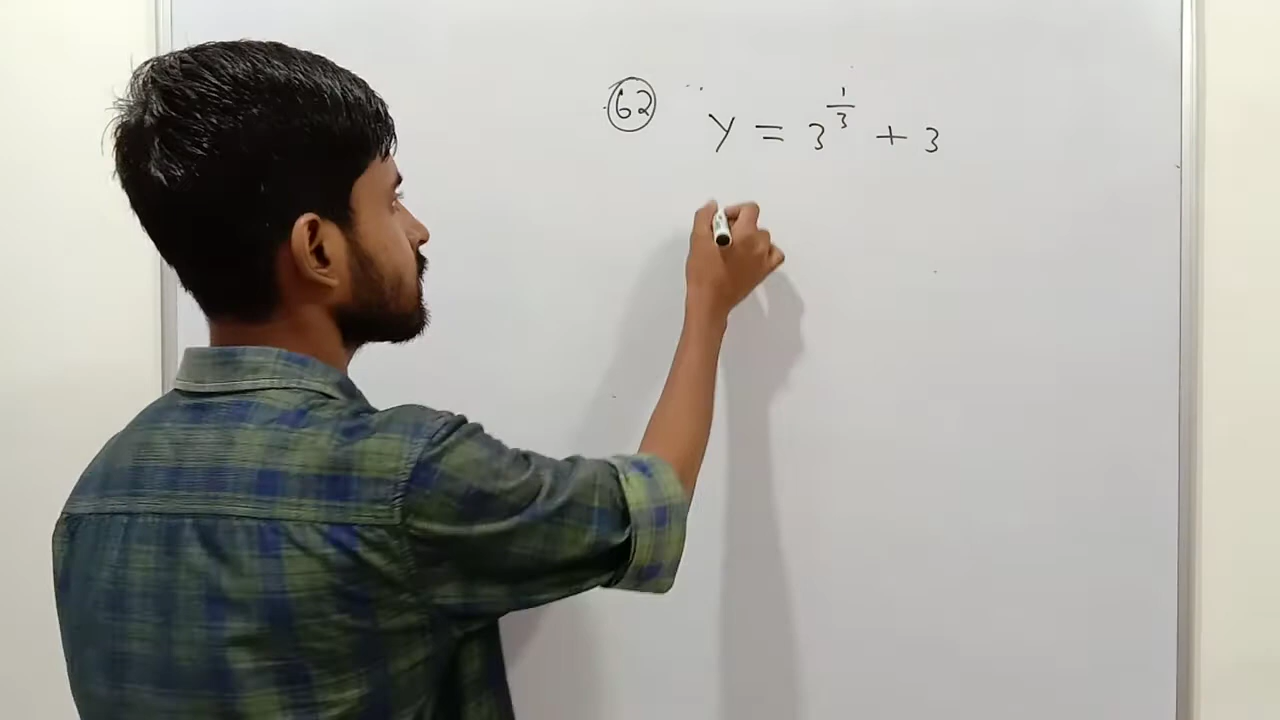 62 y = 3^{1/3} + 3